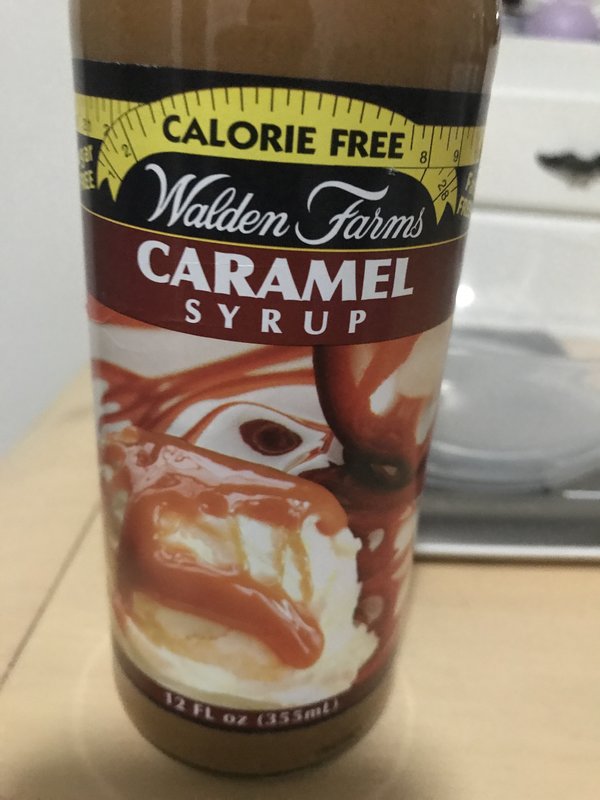 CALORIE FREE
Walden Farms
CARAMEL
SYRUP
12 FL oz (355mL)